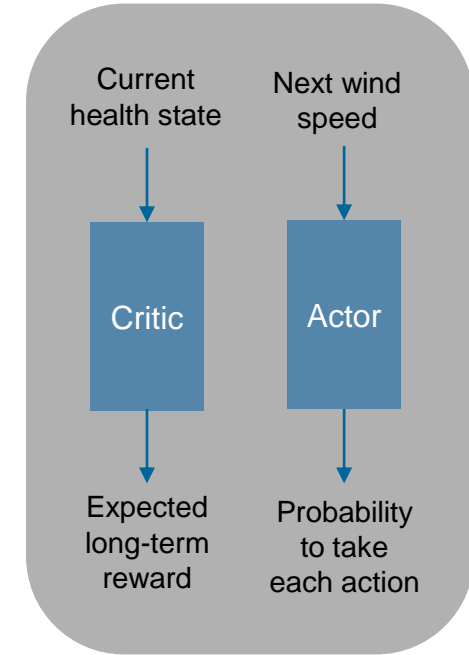 Current
health state
Next wind
speed
Critic
Actor
Expected
long-term
reward
Probability
to take
each action